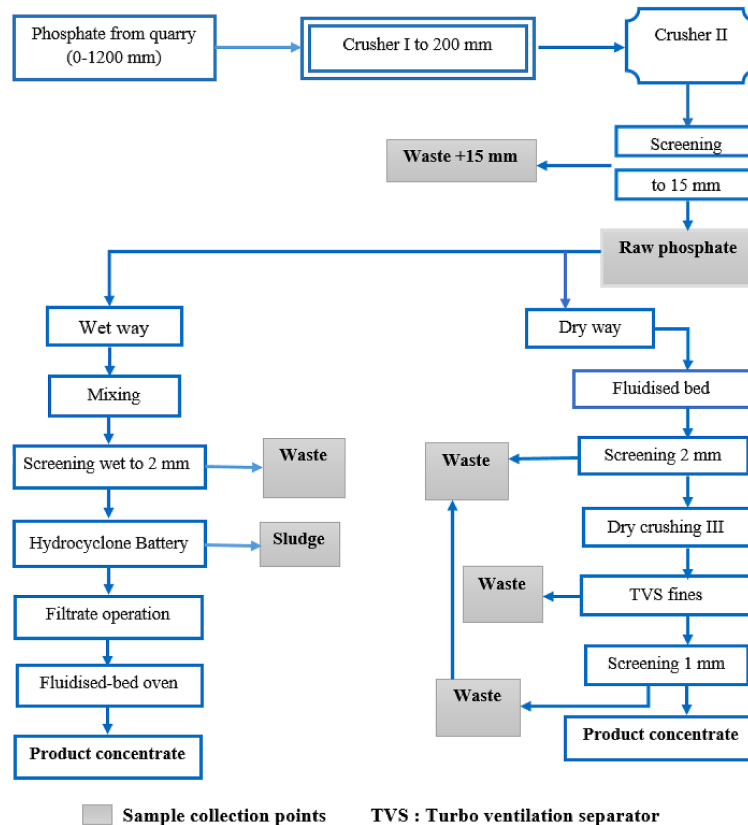 Phosphate from quarry
(0-1200 mm)
Crusher I to 200 mm
Crusher II
Screening
to 15 mm
Waste +15 mm
Raw phosphate
Wet way
Dry way
Mixing
Fluidised bed
Screening wet to 2 mm
Waste
Waste
Screening 2 mm
Hydrocyclone Battery
Sludge
Dry crushing III
Filtrate operation
Waste
TVS fines
Fluidised-bed oven
Waste
Screening 1 mm
Product concentrate
Product concentrate
Sample collection points
TVS : Turbo ventilation separator